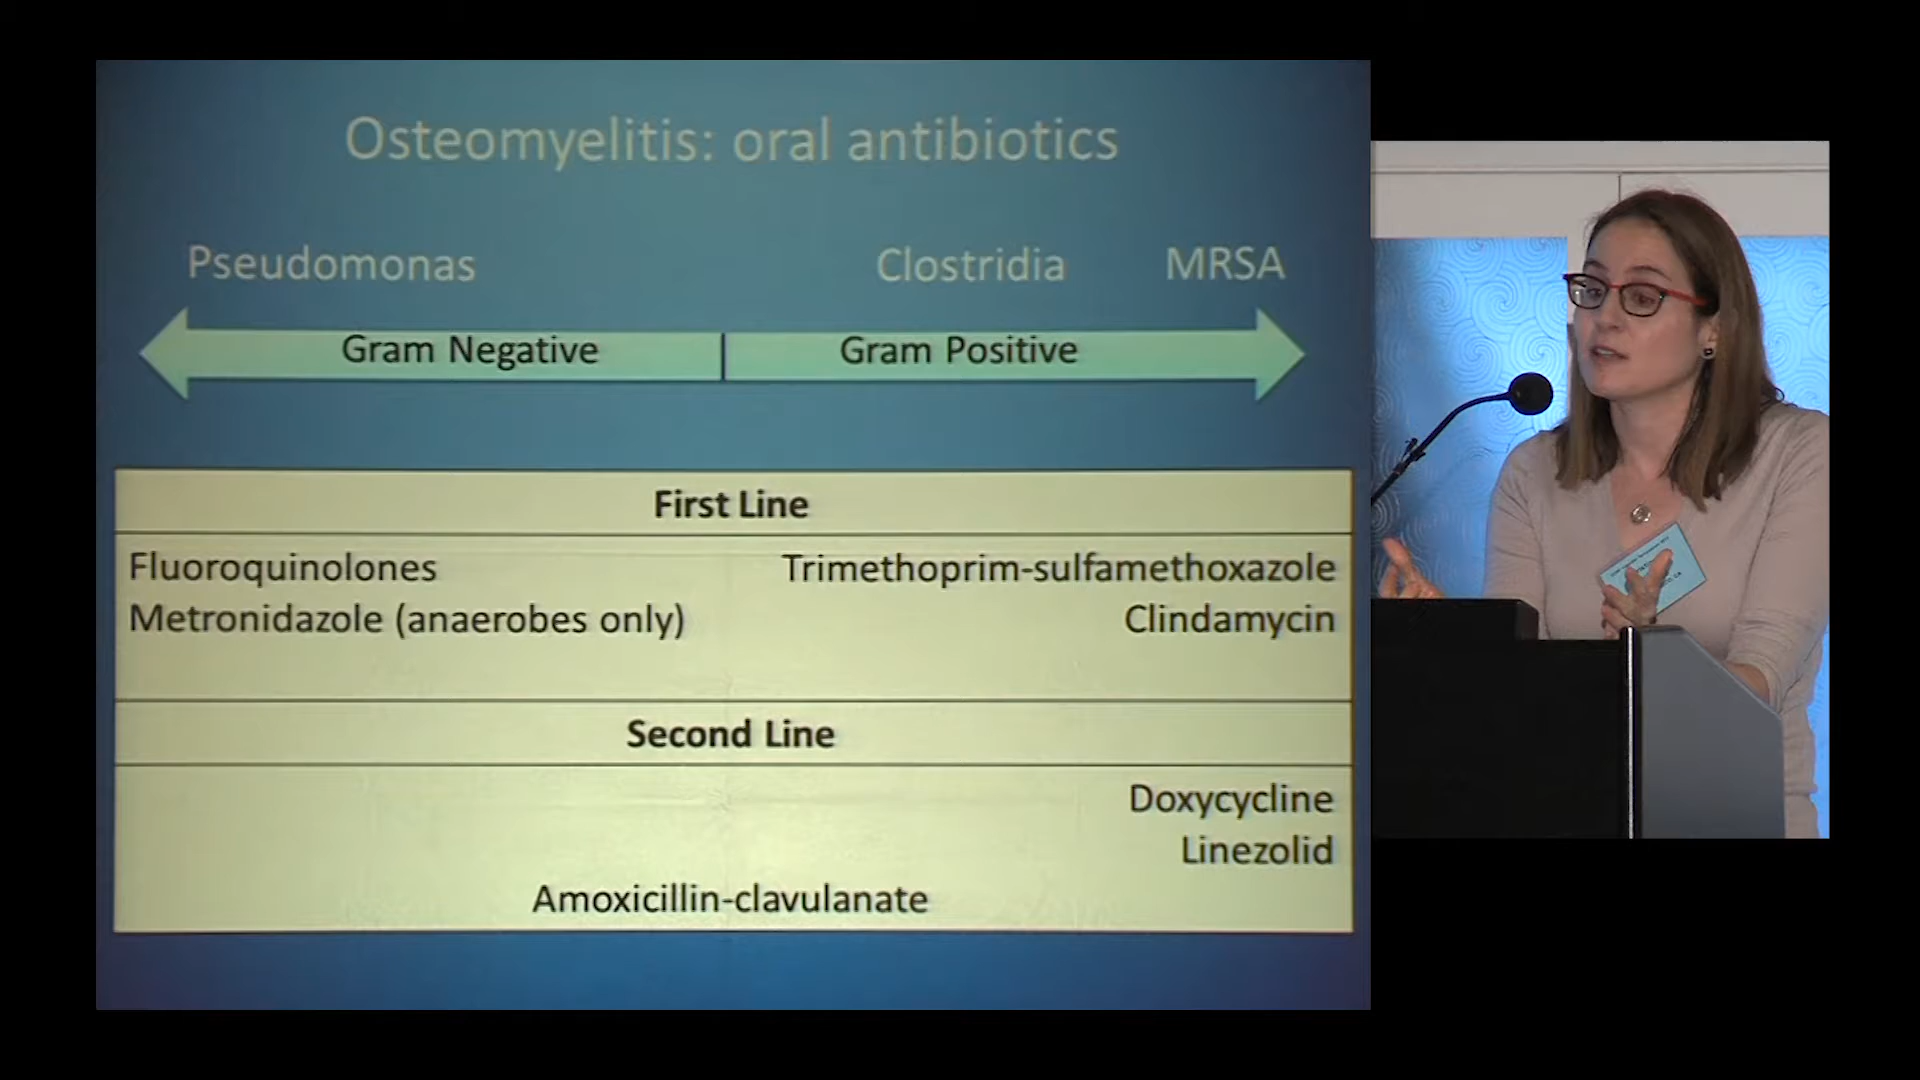 Osteomyelitis: oral antibiotics
Pseudomonas Clostridia MRSA
Gram Negative Gram Positive
First Line
Fluoroquinolones Trimethoprim-sulfamethoxazole
Metronidazole (anaerobes only) Clindamycin
Second Line
Doxycycline
Linezolid
Amoxicillin-clavulanate